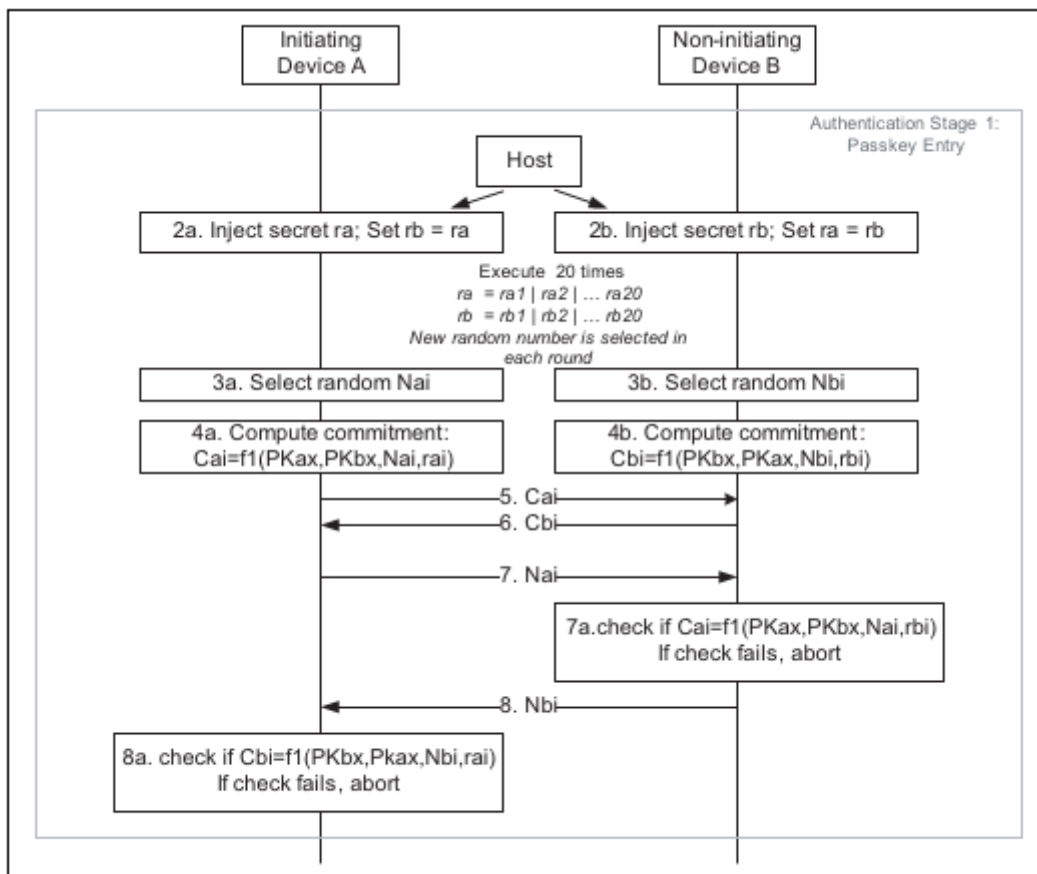 Initiating
Device A
Non-initiating
Device B
Authentication Stage 1:
Passkey Entry
Host
2a. Inject secret ra; Set rb = ra
2b. Inject secret rb; Set ra = rb
Execute 20 times
ra = ra1 | ra2 | ... ra20
rb = rb1 | rb2 | ... rb20
New random number is selected in
each round
3a. Select random Nai
3b. Select random Nbi
4a. Compute commitment:
Cai=f1(PKax,PKbx,Nai,rai)
4b. Compute commitment:
Cbi=f1(PKbx,PKax,Nbi,rbi)
5. Cai
6. Cbi
7. Nai
7a.check if Cai=f1(PKax,PKbx,Nai,rbi)
If check fails, abort
8. Nbi
8a. check if Cbi=f1(PKbx,Pkax,Nbi,rai)
If check fails, abort